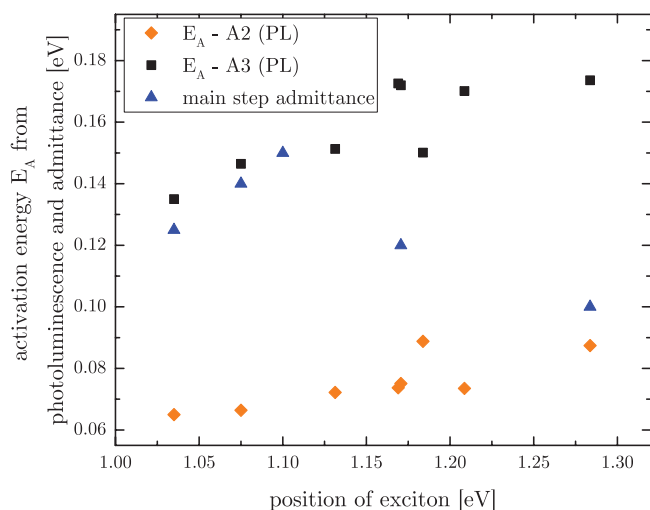 E_A - A2 (PL)
E_A - A3 (PL)
main step admittance
activation energy E_A from
photoluminescence and admittance [eV]
0.18
0.16
0.14
0.12
0.10
0.08
0.06
1.00 1.05 1.10 1.15 1.20 1.25 1.30
position of exciton [eV]